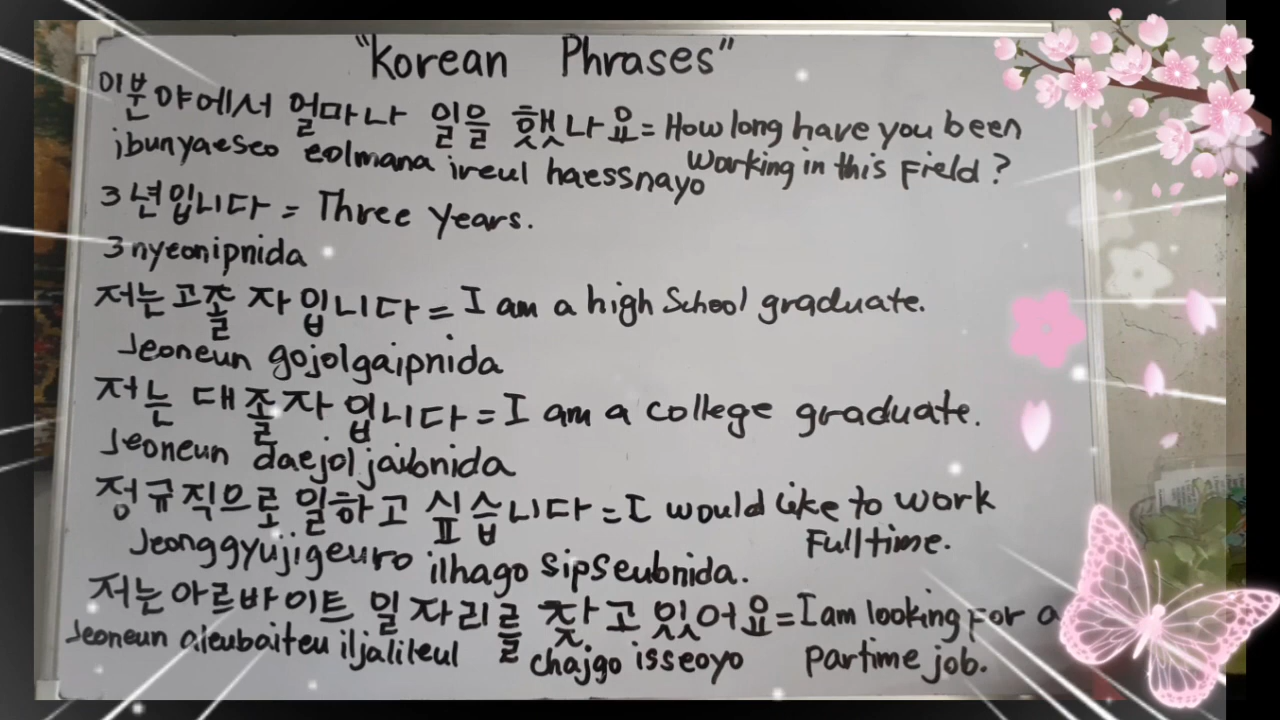 "Korean Phrases"
이분야에서 얼마나 일을 했나요 = How long have you been
ibunyaeseo eolmana ireul haessnayo working in this Field?
3년입니다 = Three Years.
3 nyeonipnida
저는 고졸 자 입니다 = I am a high School graduate.
Jeoneun gojolgaipnida
저는 대졸자 입니다 = I am a college graduate.
Jeoneun daejoljaibnida
정규직으로 일하고 싶습니다 = I would like to work
Jeonggyujigeuro ilhago sipseubnida. Full time.
저는 아르바이트 일 자리를 찾고 있어요 = I am looking For a
Jeoneun aleubaiteu iljalileul chajgo isseoyo partime job.